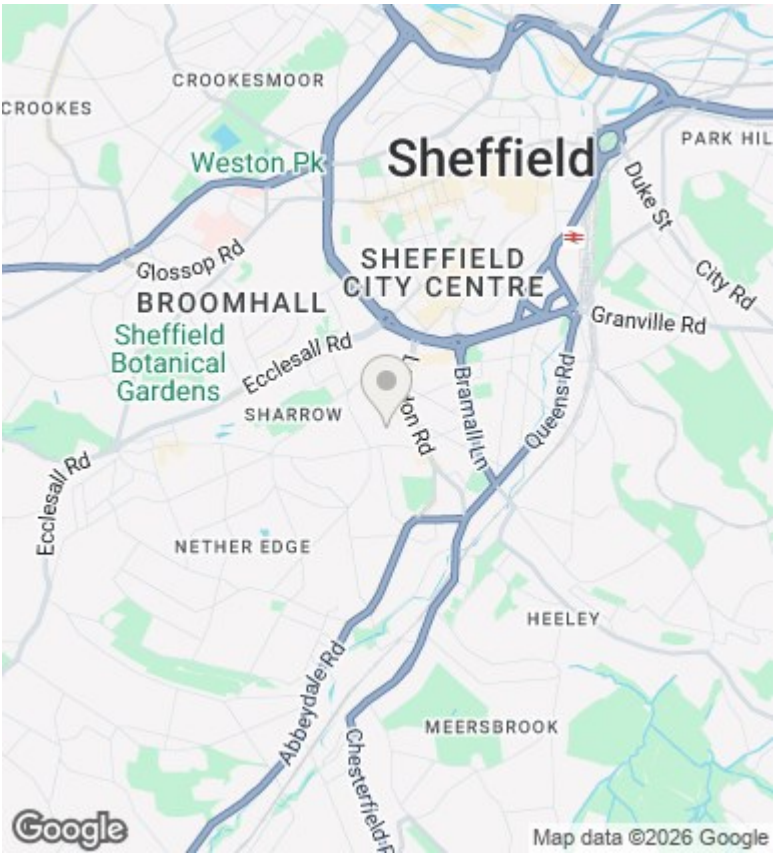 CROOKESMOOR
CROOKES
Weston Pk
Sheffield
PARK HIL
Duke St
Glossop Rd
SHEFFIELD
CITY CENTRE
City Rd
BROOMHALL
Granville Rd
Sheffield
Botanical
Gardens
Ecclesall Rd
SHARROW
don Rd
Bramall Ln
Queens Rd
Ecclesall Rd
NETHER EDGE
HEELEY
Abbeydale Rd
MEERSBROOK
Chesterfield R
Google
Map data ©2026 Google